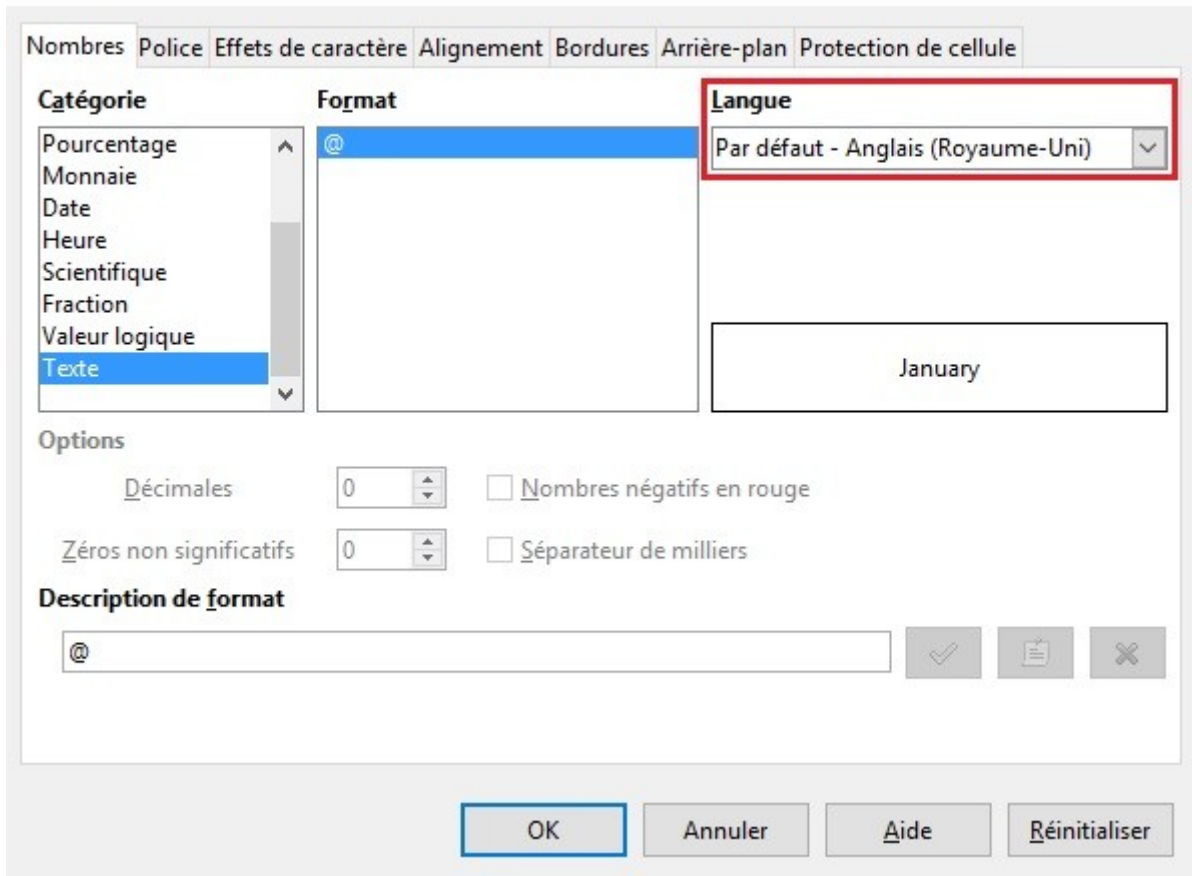 Nombres Police Effets de caractère Alignement Bordures Arrière-plan Protection de cellule
Catégorie
Pourcentage
Monnaie
Date
Heure
Scientifique
Fraction
Valeur logique
Texte
Format
@
Langue
Par défaut - Anglais (Royaume-Uni)
January
Options
Décimales 0 Nombres négatifs en rouge
Zéros non significatifs 0 Séparateur de milliers
Description de format
@
OK Annuler Aide Réinitialiser